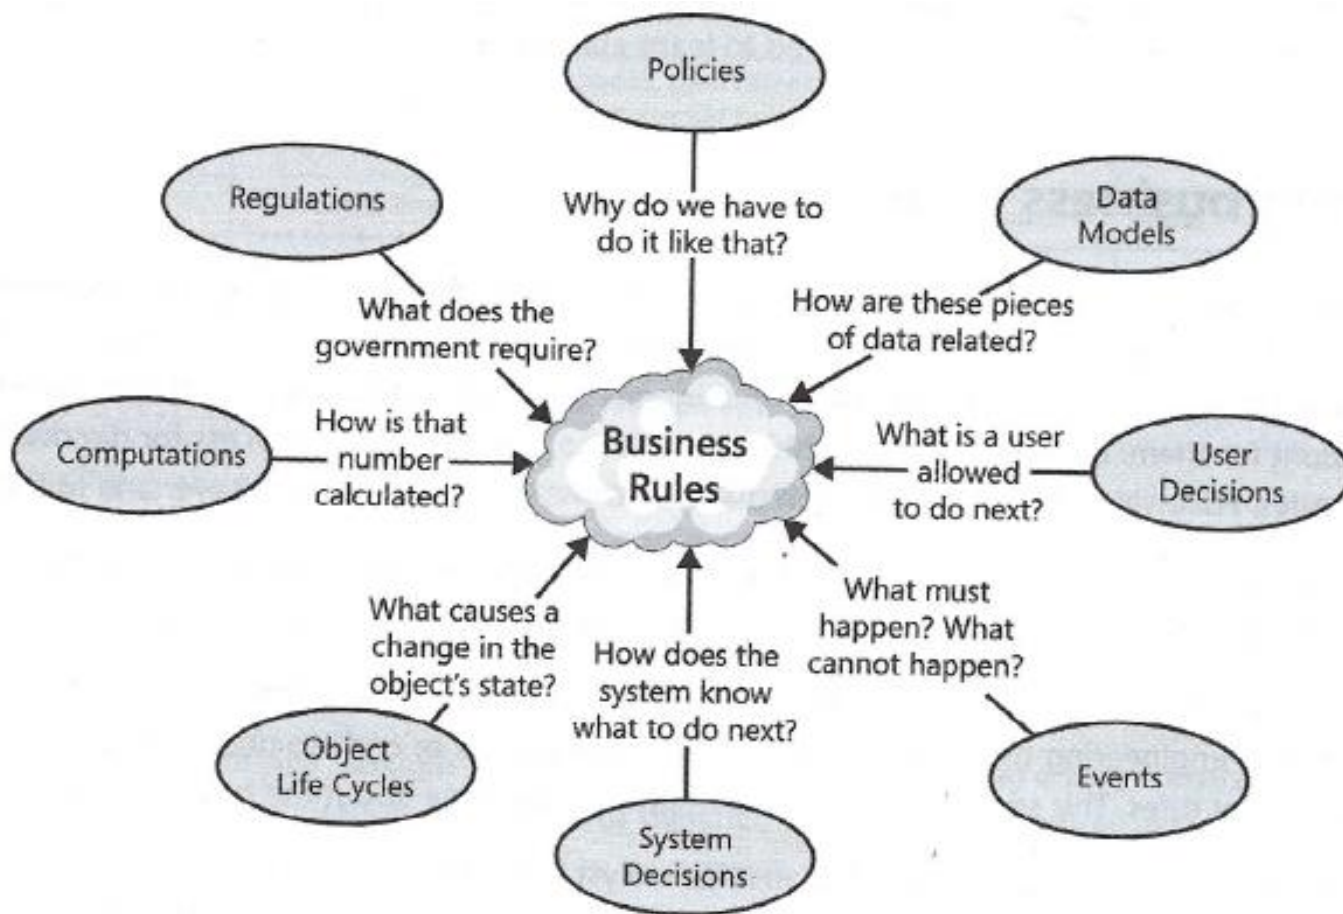 Policies
Regulations
Data
Models
Why do we have to
do it like that?
What does the
government require?
How are these pieces
of data related?
Computations
How is that
number
calculated?
Business
Rules
What is a user
allowed
to do next?
User
Decisions
What causes a
change in the
object's state?
How does the
system know
what to do next?
What must
happen? What
cannot happen?
Object
Life Cycles
System
Decisions
Events